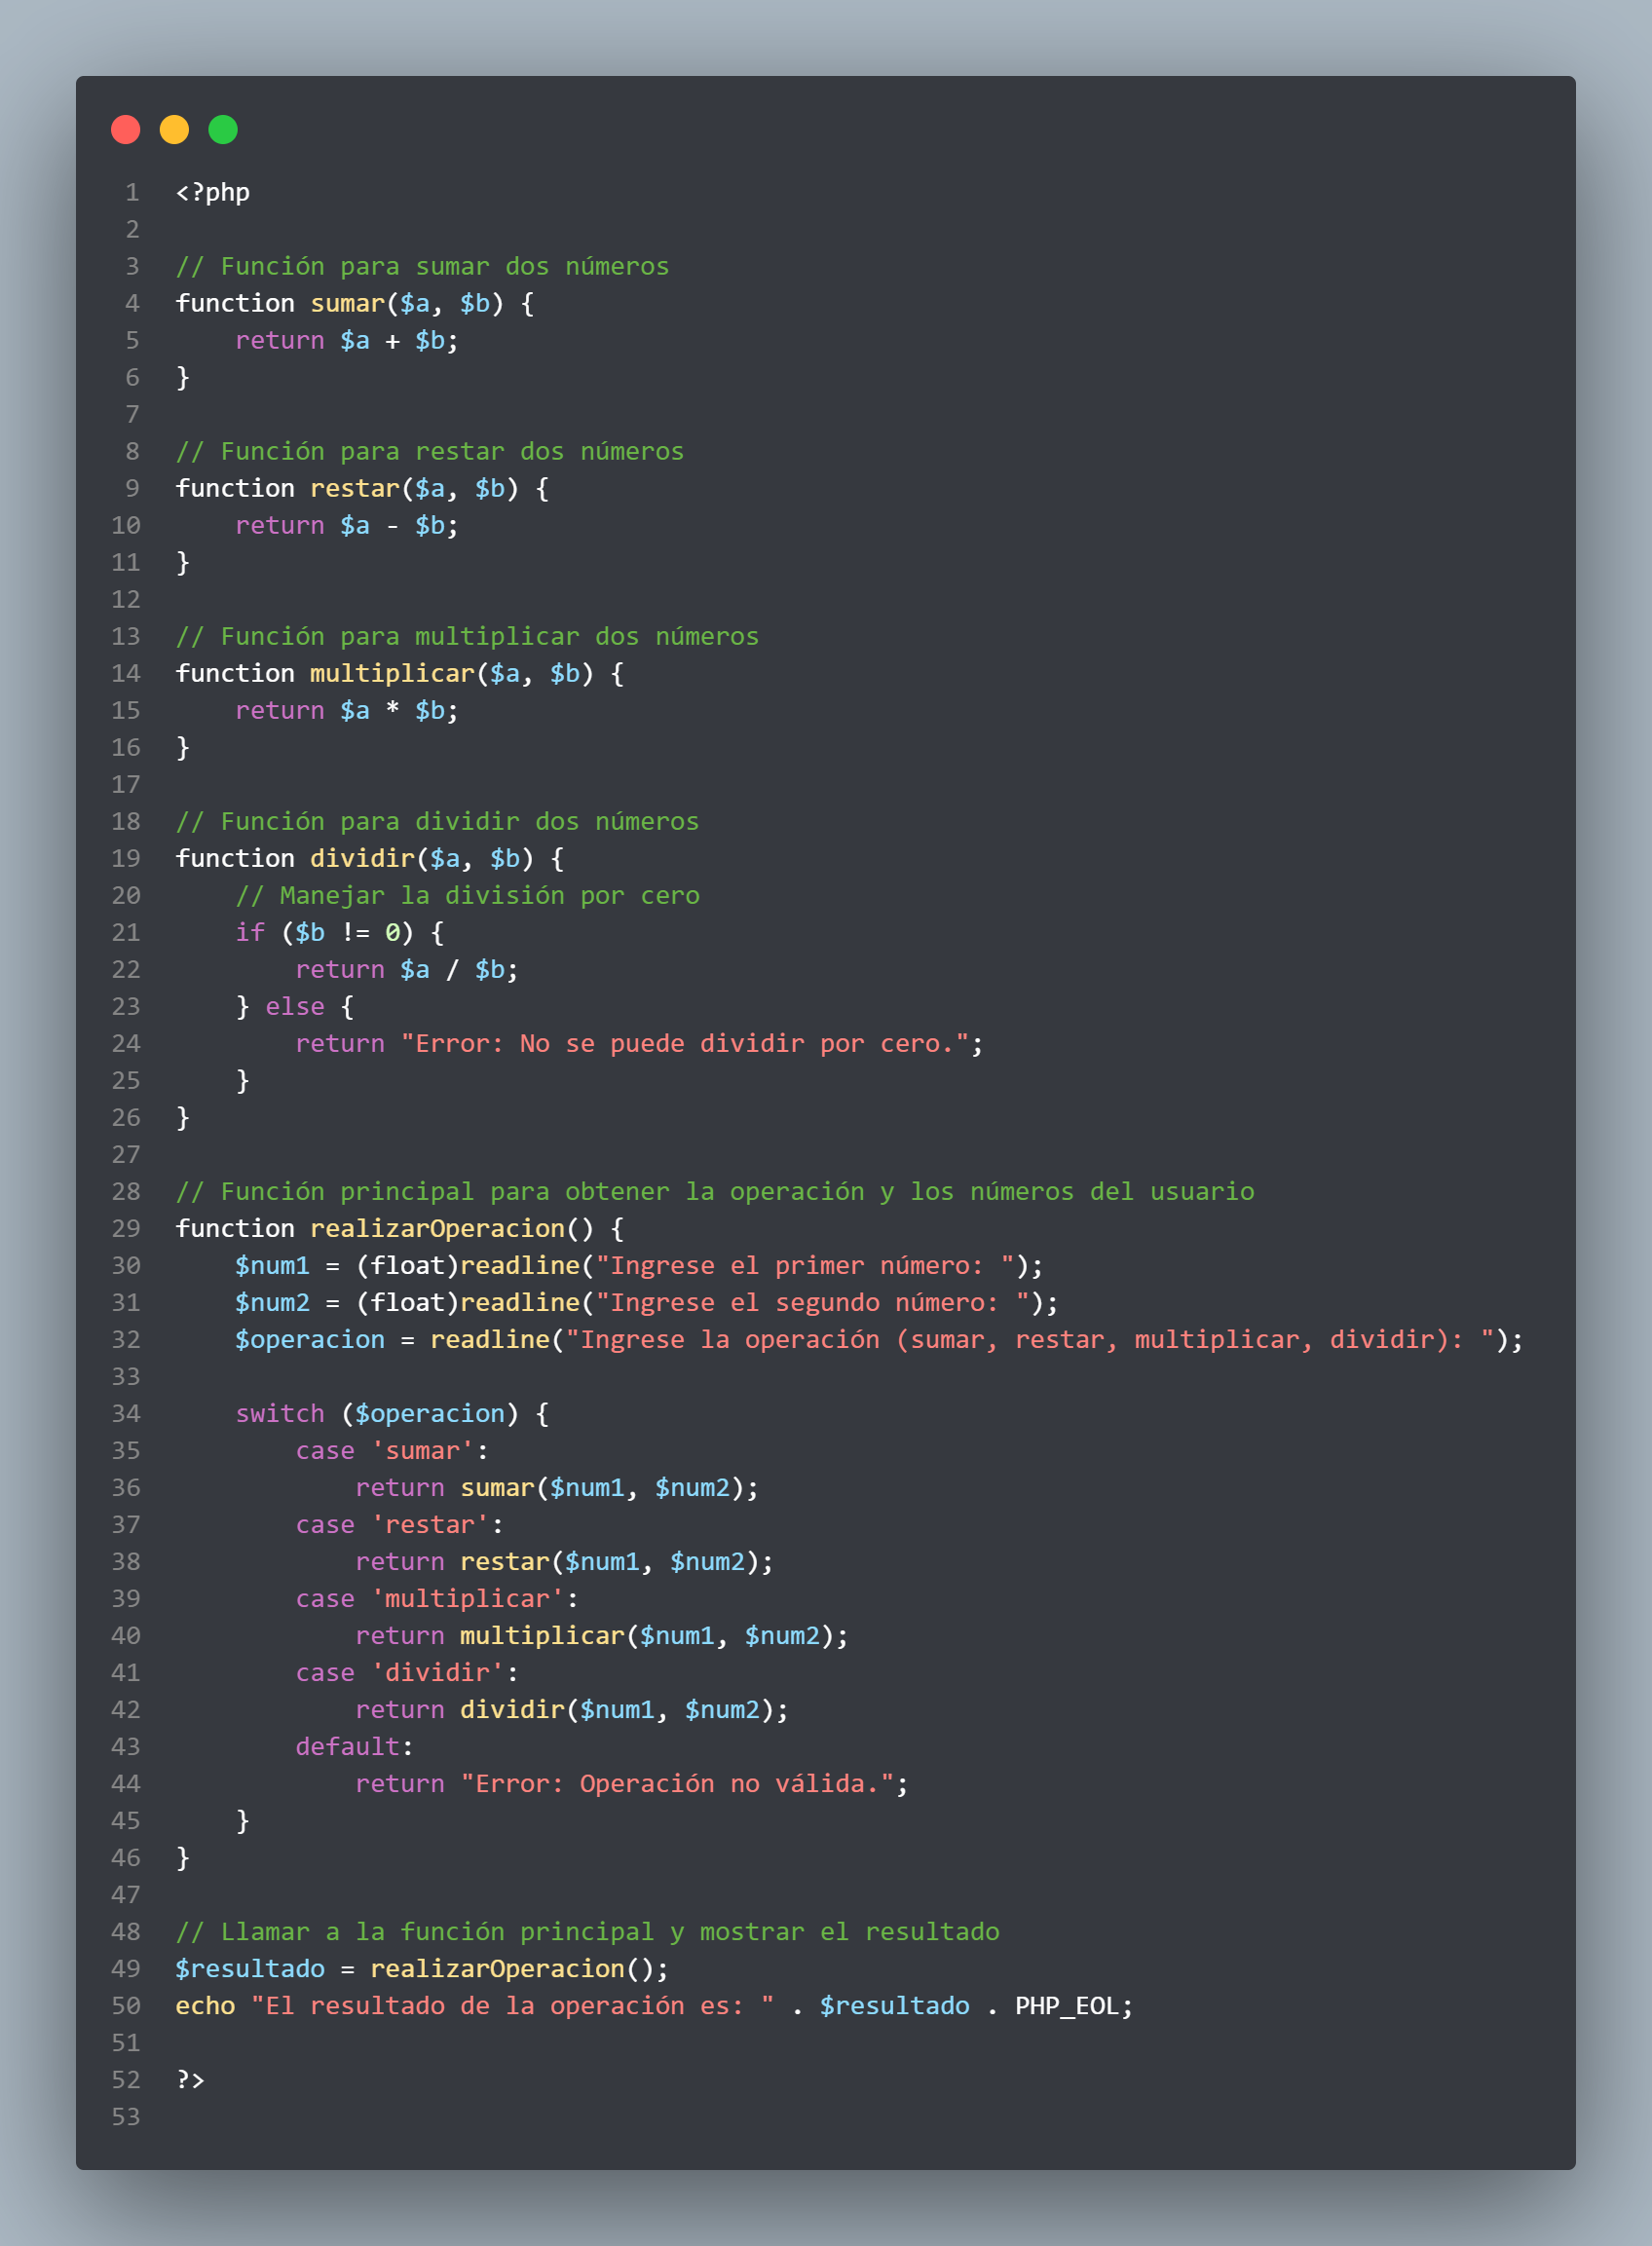 1 <?php
2
3 // Función para sumar dos números
4 function sumar($a, $b) {
5     return $a + $b;
6 }
7
8 // Función para restar dos números
9 function restar($a, $b) {
10     return $a - $b;
11 }
12
13 // Función para multiplicar dos números
14 function multiplicar($a, $b) {
15     return $a * $b;
16 }
17
18 // Función para dividir dos números
19 function dividir($a, $b) {
20     // Manejar la división por cero
21     if ($b != 0) {
22         return $a / $b;
23     } else {
24         return "Error: No se puede dividir por cero.";
25     }
26 }
27
28 // Función principal para obtener la operación y los números del usuario
29 function realizarOperacion() {
30     $num1 = (float)readline("Ingrese el primer número: ");
31     $num2 = (float)readline("Ingrese el segundo número: ");
32     $operacion = readline("Ingrese la operación (sumar, restar, multiplicar, dividir): ");
33
34     switch ($operacion) {
35         case 'sumar':
36             return sumar($num1, $num2);
37         case 'restar':
38             return restar($num1, $num2);
39         case 'multiplicar':
40             return multiplicar($num1, $num2);
41         case 'dividir':
42             return dividir($num1, $num2);
43         default:
44             return "Error: Operación no válida.";
45     }
46 }
47
48 // Llamar a la función principal y mostrar el resultado
49 $resultado = realizarOperacion();
50 echo "El resultado de la operación es: " . $resultado . PHP_EOL;
51
52 ?>
53